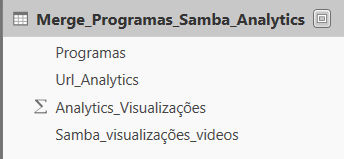 Merge_Programas_Samba_Analytics
Programas
Url_Analytics
Analytics_Visualizações
Samba_visualizações_videos